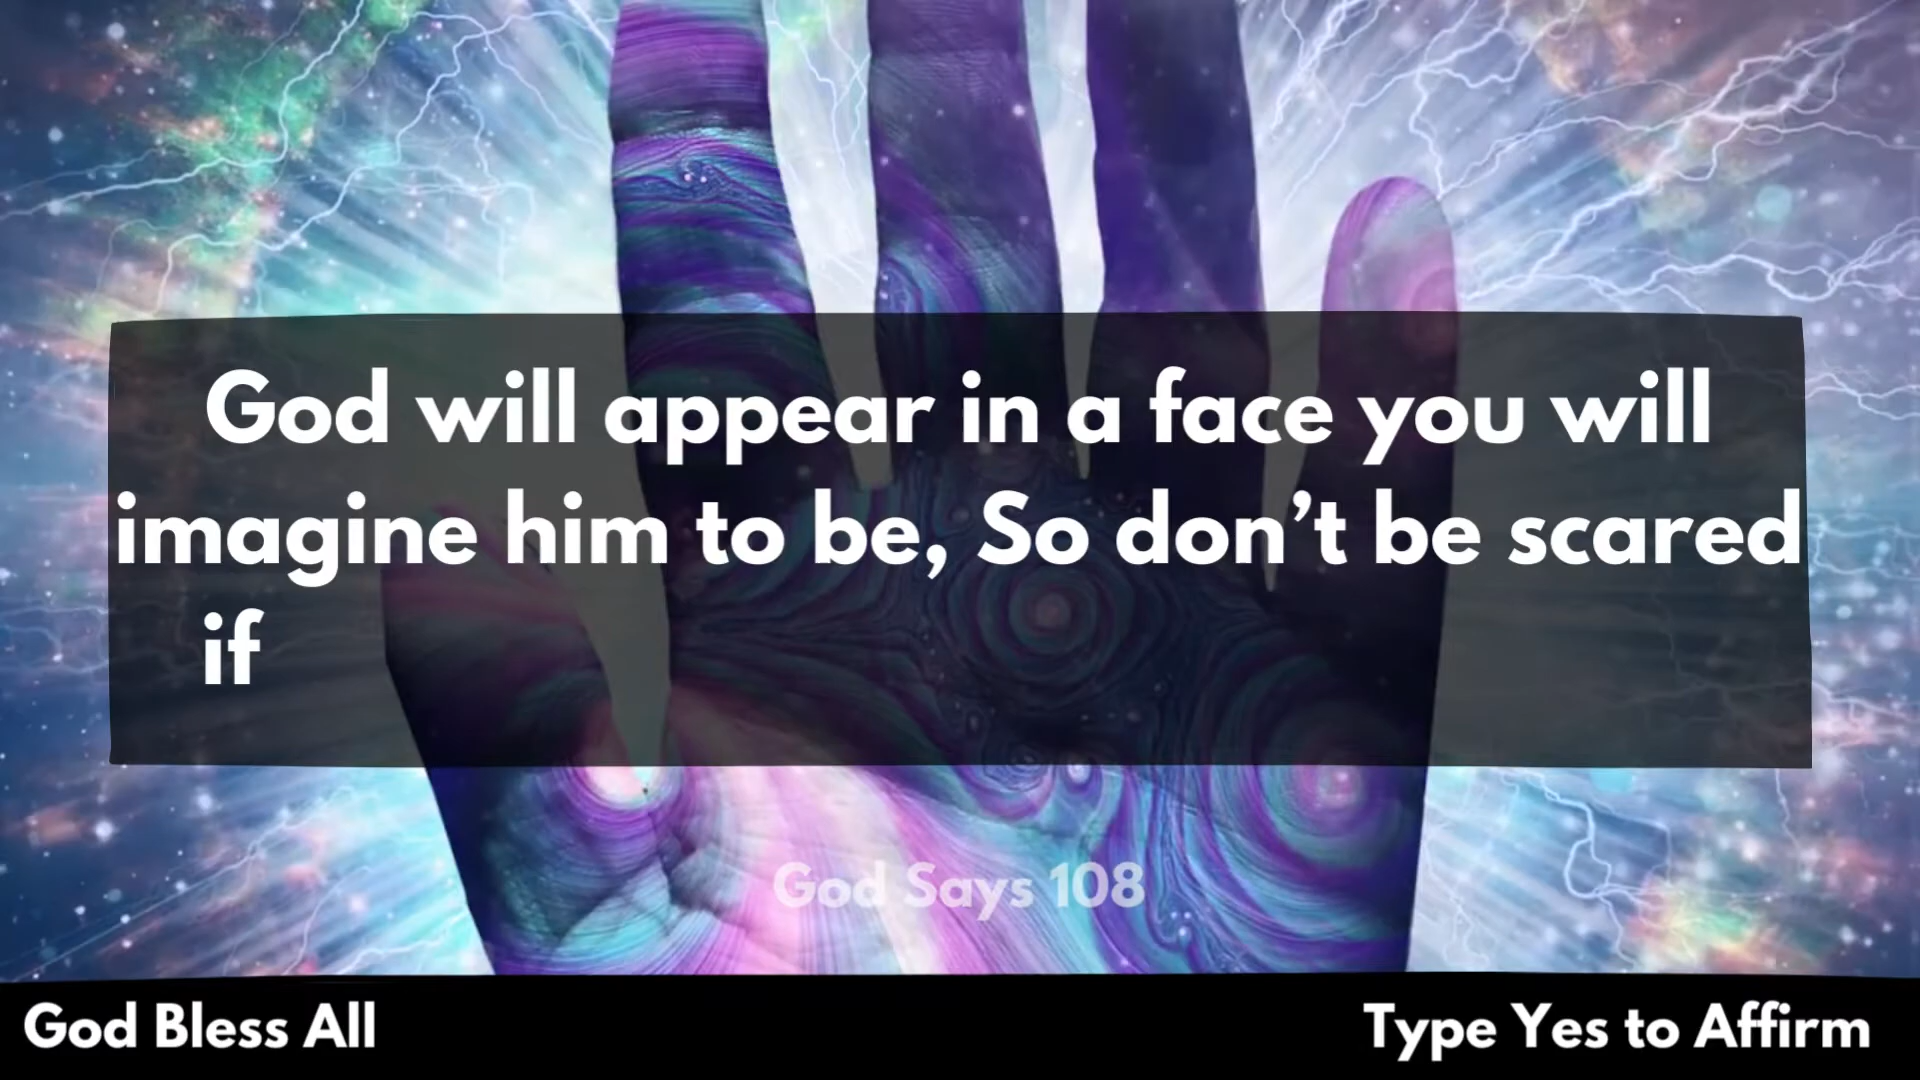 God will appear in a face you will
imagine him to be, So don’t be scared
if
God Says 108
God Bless All
Type Yes to Affirm